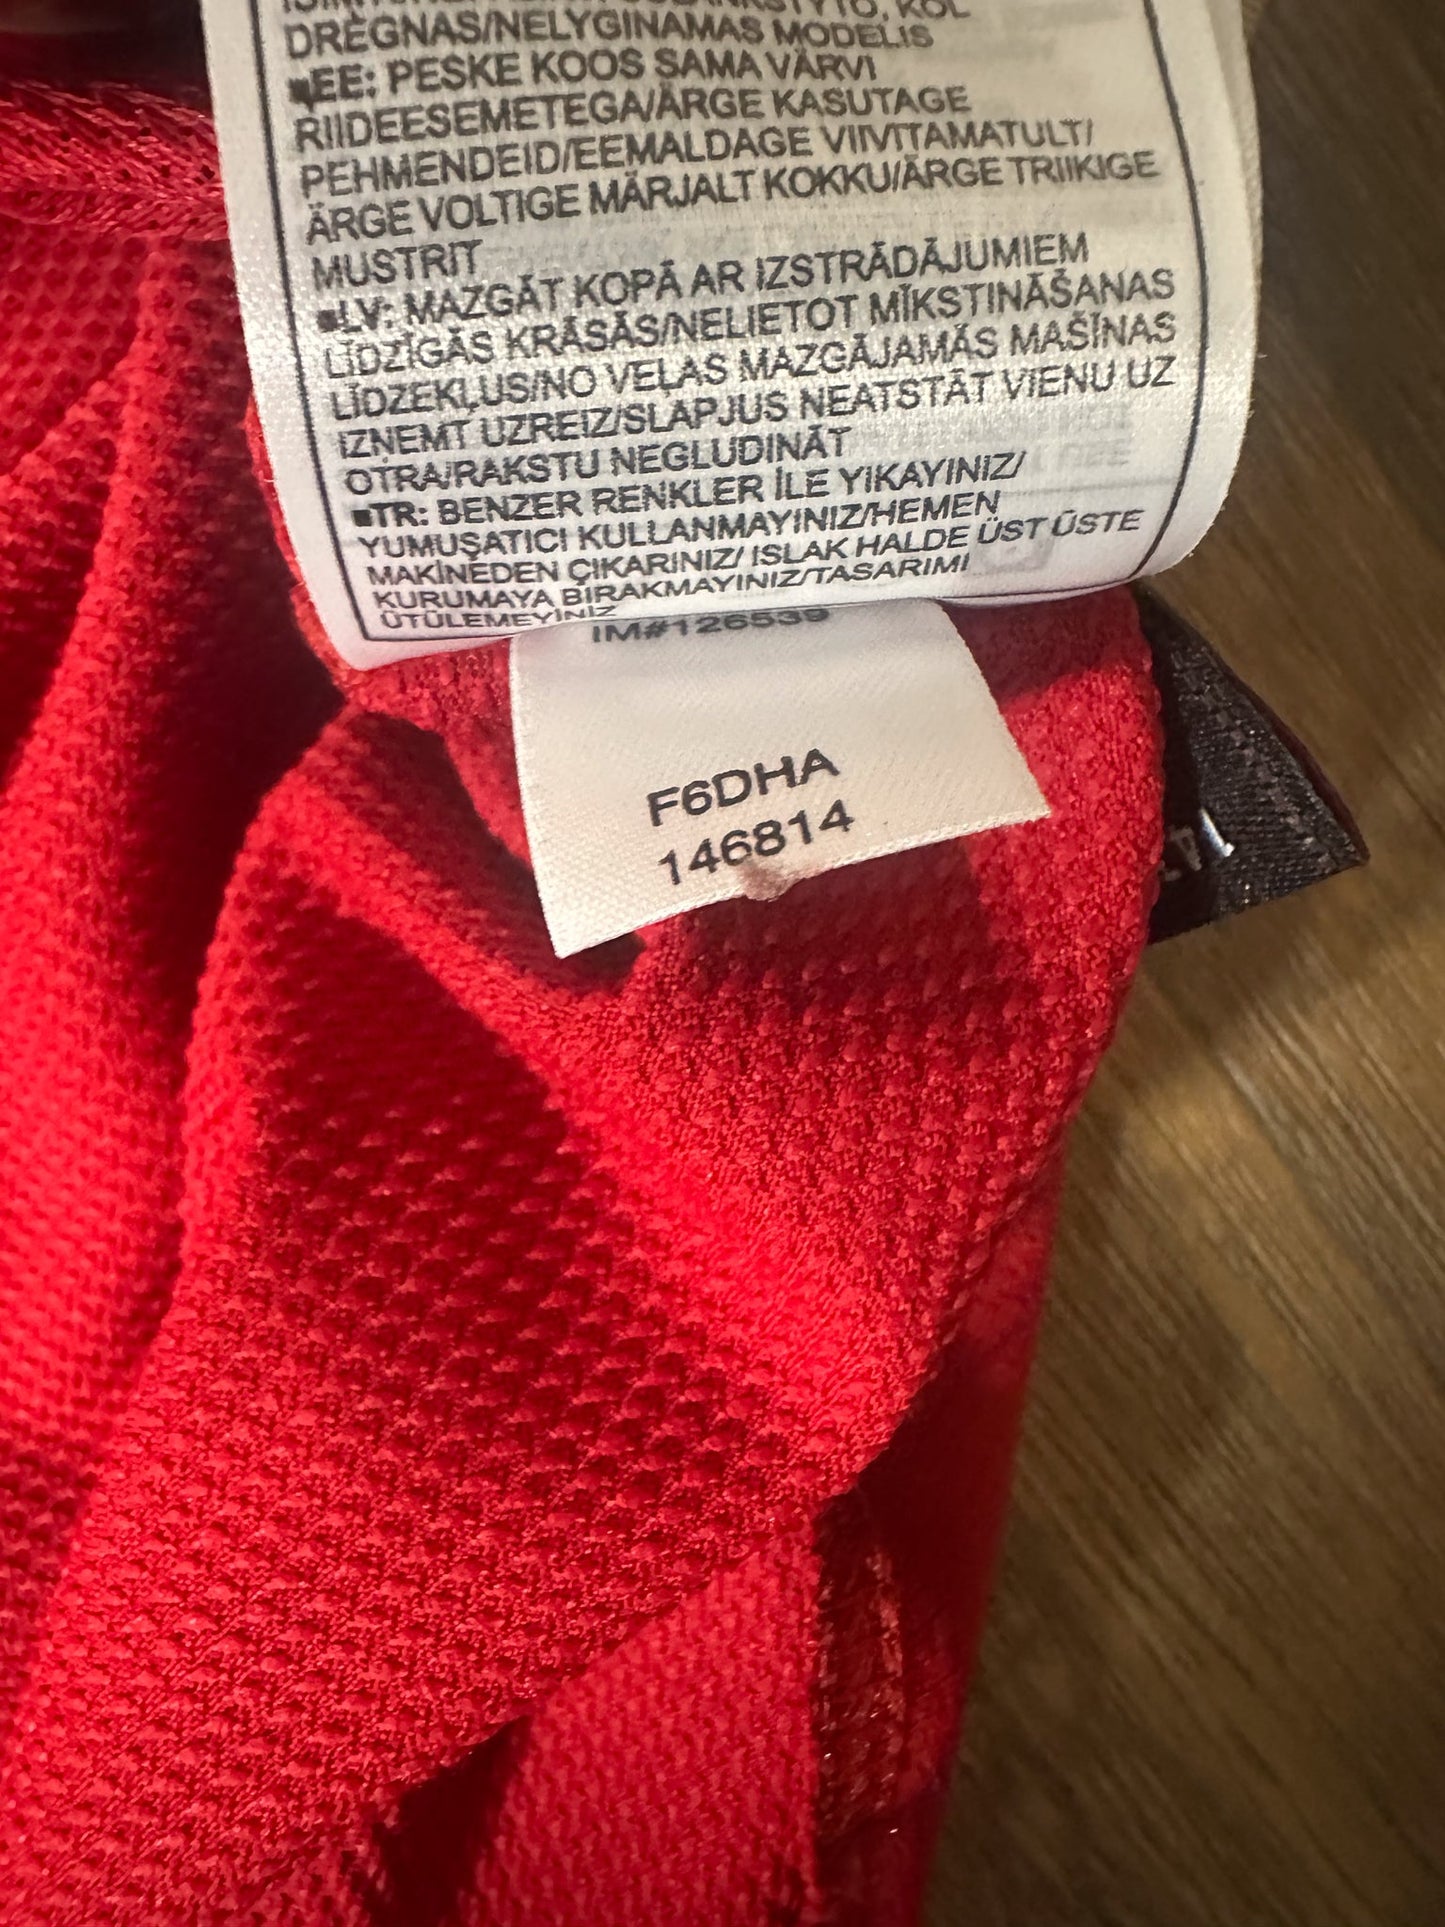 DRĖGNAS/NELYGINAMAS MODELIS
■EE: PESKE KOOS SAMA VÄRVI
RIIDEESEMETEGA/ÄRGE KASUTAGE
PEHMENDEID/EEMALDAGE VIIVITAMATULT/
ÄRGE VOLTIGE MÄRJALT KOKKU/ÄRGE TRIIKIGE
MUSTRIT
■LV: MAZGĀT KOPĀ AR IZSTRĀDĀJUMIEM
LĪDZĪGĀS KRĀSĀS/NELIETOT MĪKSTINĀŠANAS
LĪDZEKĻUS/NO VEĻAS MAZGĀJAMĀS MAŠĪNAS
IZŅEMT UZREIZ/SLAPJUS NEATSTĀT VIENU UZ
OTRA/RAKSTU NEGLUDINĀT
■TR: BENZER RENKLER İLE YIKAYINIZ/
YUMUŞATICI KULLANMAYINIZ/HEMEN
MAKİNEDEN ÇIKARINIZ/ ISLAK HALDE ÜST ÜSTE
KURUMAYA BIRAKMAYINIZ/TASARIMI
ÜTÜLEMEYİNİZ
IM#126539
F6DHA
146814